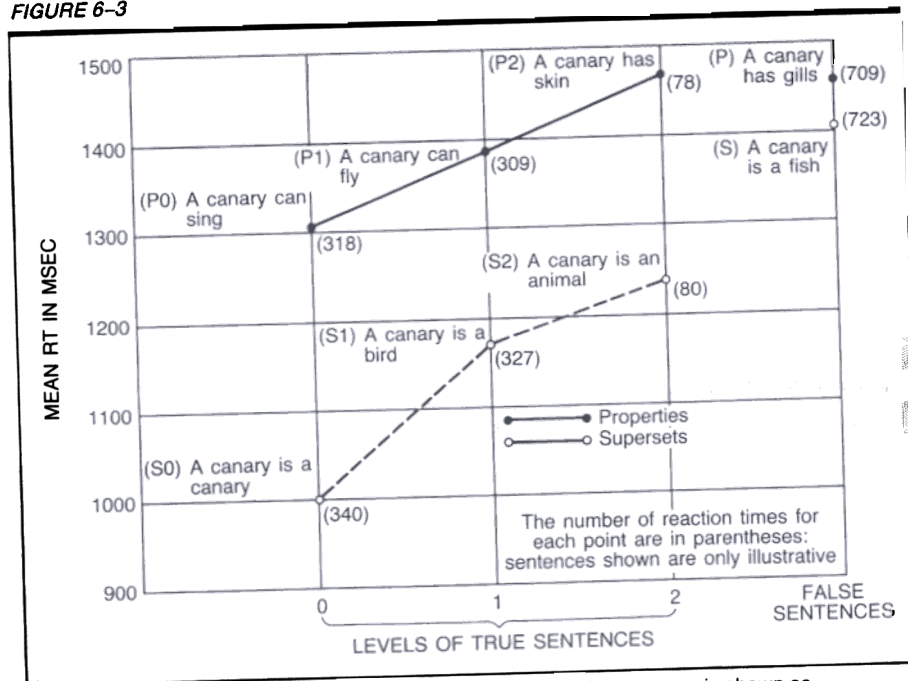 FIGURE 6–3
1500
1400
1300
1200
1100
1000
900
MEAN RT IN MSEC
(P2) A canary has
skin
(78)
(P) A canary
has gills
(709)
(723)
(S) A canary
is a fish
(P1) A canary can
fly
(309)
(P0) A canary can
sing
(318)
(S2) A canary is an
animal
(80)
(S1) A canary is a
bird
(327)
Properties
Supersets
(S0) A canary is a
canary
(340)
The number of reaction times for
each point are in parentheses:
sentences shown are only illustrative
0
1
2
FALSE
SENTENCES
LEVELS OF TRUE SENTENCES